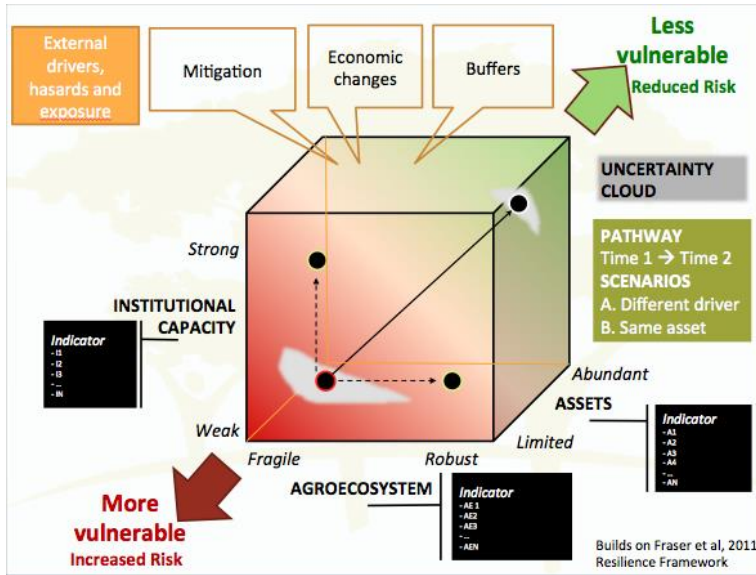 External
drivers,
hasards and
exposure
Mitigation
Economic
changes
Buffers
Less
vulnerable
Reduced Risk
UNCERTAINTY
CLOUD
PATHWAY
Time 1 → Time 2
SCENARIOS
A. Different driver
B. Same asset
Strong
INSTITUTIONAL
CAPACITY
Indicator
- I1
- I2
- I3
- ...
- IN
Weak
Fragile
Robust
AGROECOSYSTEM
Indicator
- AE 1
- AE2
- AE3
- ...
- AEN
Abundant
ASSETS
Limited
Indicator
- A1
- A2
- A3
- A4
- ...
- AN
More
vulnerable
Increased Risk
Builds on Fraser et al, 2011
Resilience Framework